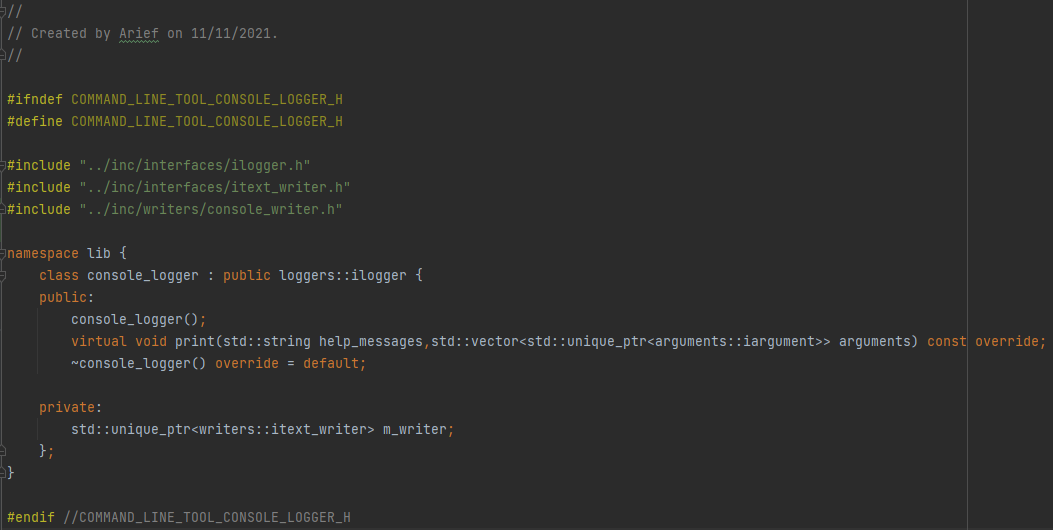 //
// Created by Arief on 11/11/2021.
//
#ifndef COMMAND_LINE_TOOL_CONSOLE_LOGGER_H
#define COMMAND_LINE_TOOL_CONSOLE_LOGGER_H
#include "../inc/interfaces/ilogger.h"
#include "../inc/interfaces/itext_writer.h"
#include "../inc/writers/console_writer.h"
namespace lib {
    class console_logger : public loggers::ilogger {
    public:
        console_logger();
        virtual void print(std::string help_messages,std::vector<std::unique_ptr<arguments::iargument>> arguments) const override;
        ~console_logger() override = default;
    private:
        std::unique_ptr<writers::itext_writer> m_writer;
    };
}
#endif //COMMAND_LINE_TOOL_CONSOLE_LOGGER_H